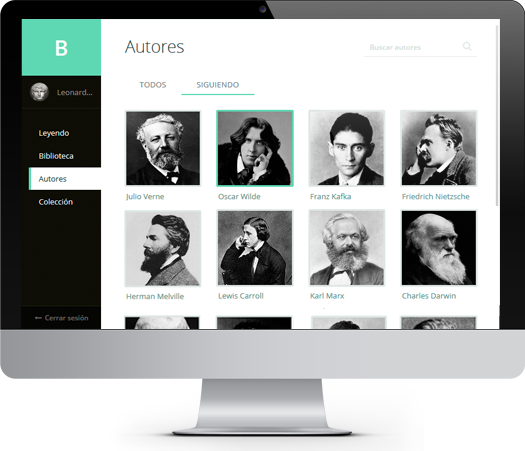 B
Autores
Buscar autores
Leonard...
TODOS
SIGUIENDO
Leyendo
Biblioteca
Autores
Colección
Julio Verne
Oscar Wilde
Franz Kafka
Friedrich Nietzsche
Herman Melville
Lewis Carroll
Karl Marx
Charles Darwin
Cerrar sesión